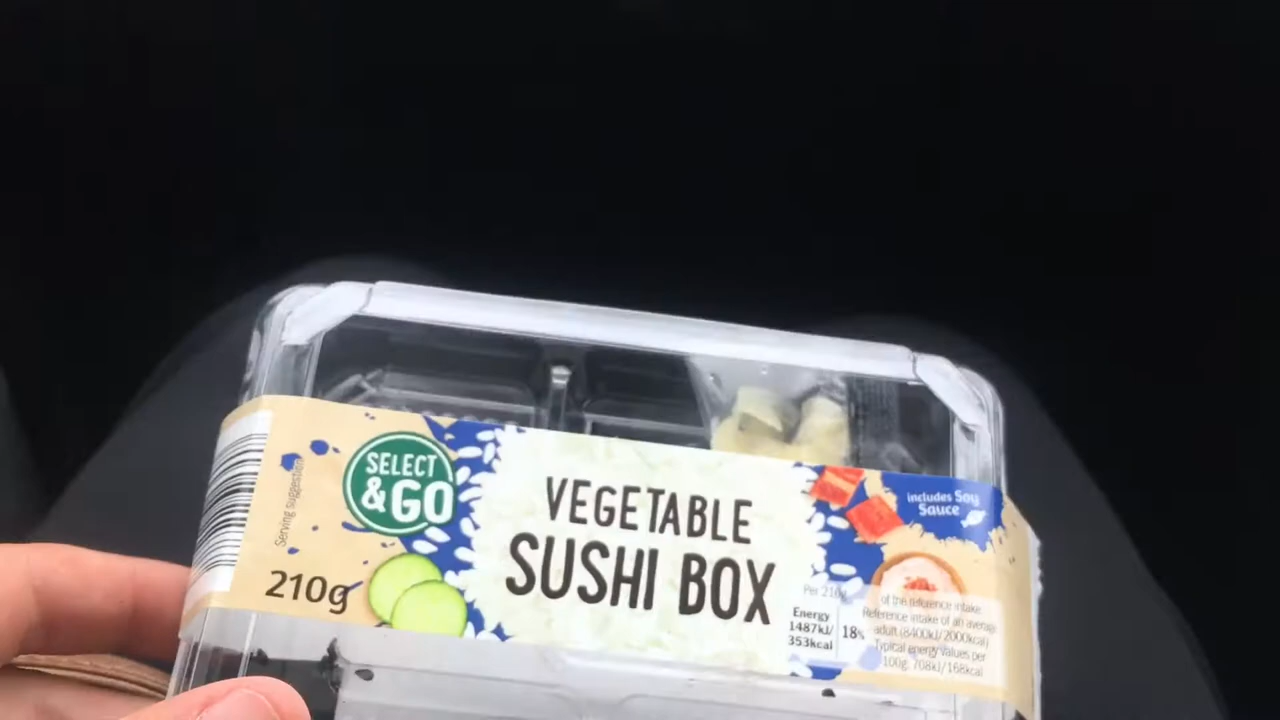 SELECT
&GO
Serving suggestion
210g
VEGETABLE
SUSHI BOX
includes Soy
Sauce
Per 210g
Energy
1487kJ/
353kcal
18%
of the reference intake
Reference intake of an average
adult (8400kJ/2000kcal)
Typical energy values per
100g: 708kJ/168kcal